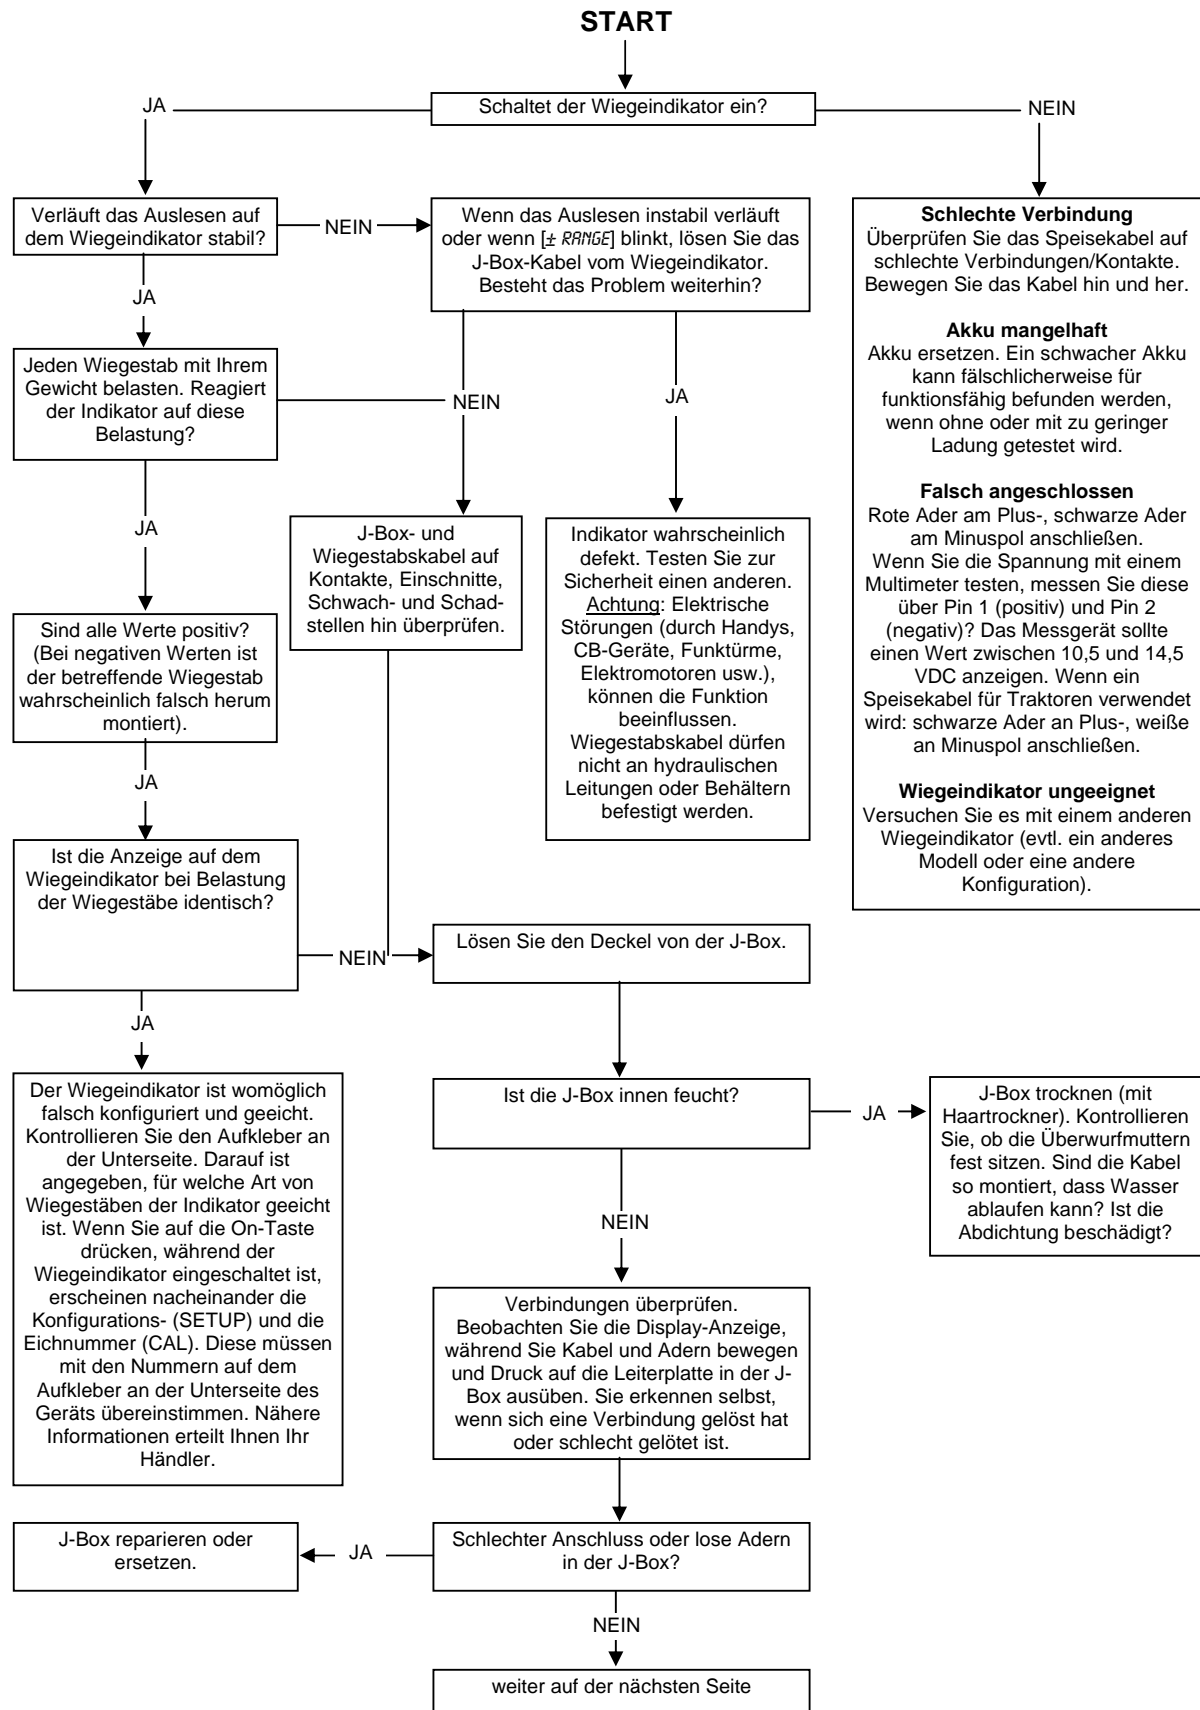 START
Schaltet der Wiegeindikator ein?
JA
NEIN
Verläuft das Auslesen auf
dem Wiegeindikator stabil?
NEIN
Wenn das Auslesen instabil verläuft
oder wenn [± RANGE] blinkt, lösen Sie das
J-Box-Kabel vom Wiegeindikator.
Besteht das Problem weiterhin?
Schlechte Verbindung
Überprüfen Sie das Speisekabel auf
schlechte Verbindungen/Kontakte.
Bewegen Sie das Kabel hin und her.
Akku mangelhaft
Akku ersetzen. Ein schwacher Akku
kann fälschlicherweise für
funktionsfähig befunden werden,
wenn ohne oder mit zu geringer
Ladung getestet wird.
Falsch angeschlossen
Rote Ader am Plus-, schwarze Ader
am Minuspol anschließen.
Wenn Sie die Spannung mit einem
Multimeter testen, messen Sie diese
über Pin 1 (positiv) und Pin 2
(negativ)? Das Messgerät sollte
einen Wert zwischen 10,5 und 14,5
VDC anzeigen. Wenn ein
Speisekabel für Traktoren verwendet
wird: schwarze Ader an Plus-, weiße
an Minuspol anschließen.
Wiegeindikator ungeeignet
Versuchen Sie es mit einem anderen
Wiegeindikator (evtl. ein anderes
Modell oder eine andere
Konfiguration).
JA
Jeden Wiegestab mit Ihrem
Gewicht belasten. Reagiert
der Indikator auf diese
Belastung?
NEIN
JA
JA
J-Box- und
Wiegestabskabel auf
Kontakte, Einschnitte,
Schwach- und Schad-
stellen hin überprüfen.
Indikator wahrscheinlich
defekt. Testen Sie zur
Sicherheit einen anderen.
Achtung: Elektrische
Störungen (durch Handys,
CB-Geräte, Funktürme,
Elektromotoren usw.),
können die Funktion
beeinflussen.
Wiegestabskabel dürfen
nicht an hydraulischen
Leitungen oder Behältern
befestigt werden.
Sind alle Werte positiv?
(Bei negativen Werten ist
der betreffende Wiegestab
wahrscheinlich falsch herum
montiert).
JA
Ist die Anzeige auf dem
Wiegeindikator bei Belastung
der Wiegestäbe identisch?
NEIN
Lösen Sie den Deckel von der J-Box.
JA
Der Wiegeindikator ist womöglich
falsch konfiguriert und geeicht.
Kontrollieren Sie den Aufkleber an
der Unterseite. Darauf ist
angegeben, für welche Art von
Wiegestäben der Indikator geeicht
ist. Wenn Sie auf die On-Taste
drücken, während der
Wiegeindikator eingeschaltet ist,
erscheinen nacheinander die
Konfigurations- (SETUP) und die
Eichnummer (CAL). Diese müssen
mit den Nummern auf dem
Aufkleber an der Unterseite des
Geräts übereinstimmen. Nähere
Informationen erteilt Ihnen Ihr
Händler.
Ist die J-Box innen feucht?
JA
J-Box trocknen (mit
Haartrockner). Kontrollieren
Sie, ob die Überwurfmuttern
fest sitzen. Sind die Kabel
so montiert, dass Wasser
ablaufen kann? Ist die
Abdichtung beschädigt?
NEIN
Verbindungen überprüfen.
Beobachten Sie die Display-Anzeige,
während Sie Kabel und Adern bewegen
und Druck auf die Leiterplatte in der J-
Box ausüben. Sie erkennen selbst,
wenn sich eine Verbindung gelöst hat
oder schlecht gelötet ist.
Schlechter Anschluss oder lose Adern
in der J-Box?
JA
J-Box reparieren oder
ersetzen.
NEIN
weiter auf der nächsten Seite